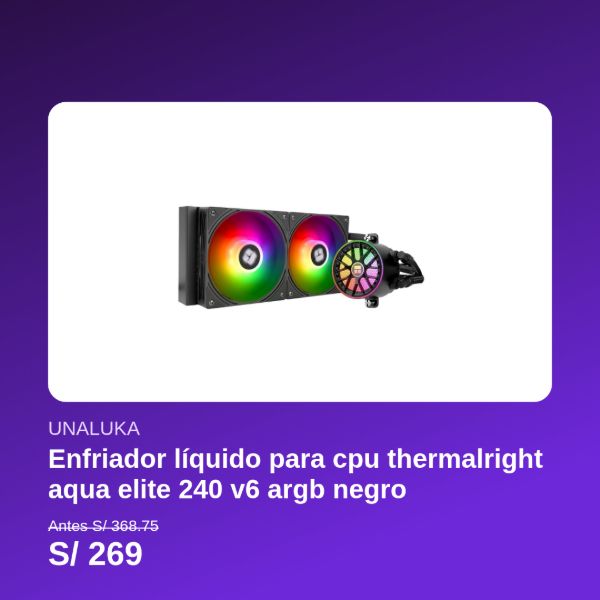 UNALUKA
Enfriador líquido para cpu thermalright
aqua elite 240 v6 argb negro
Antes S/ 368.75
S/ 269